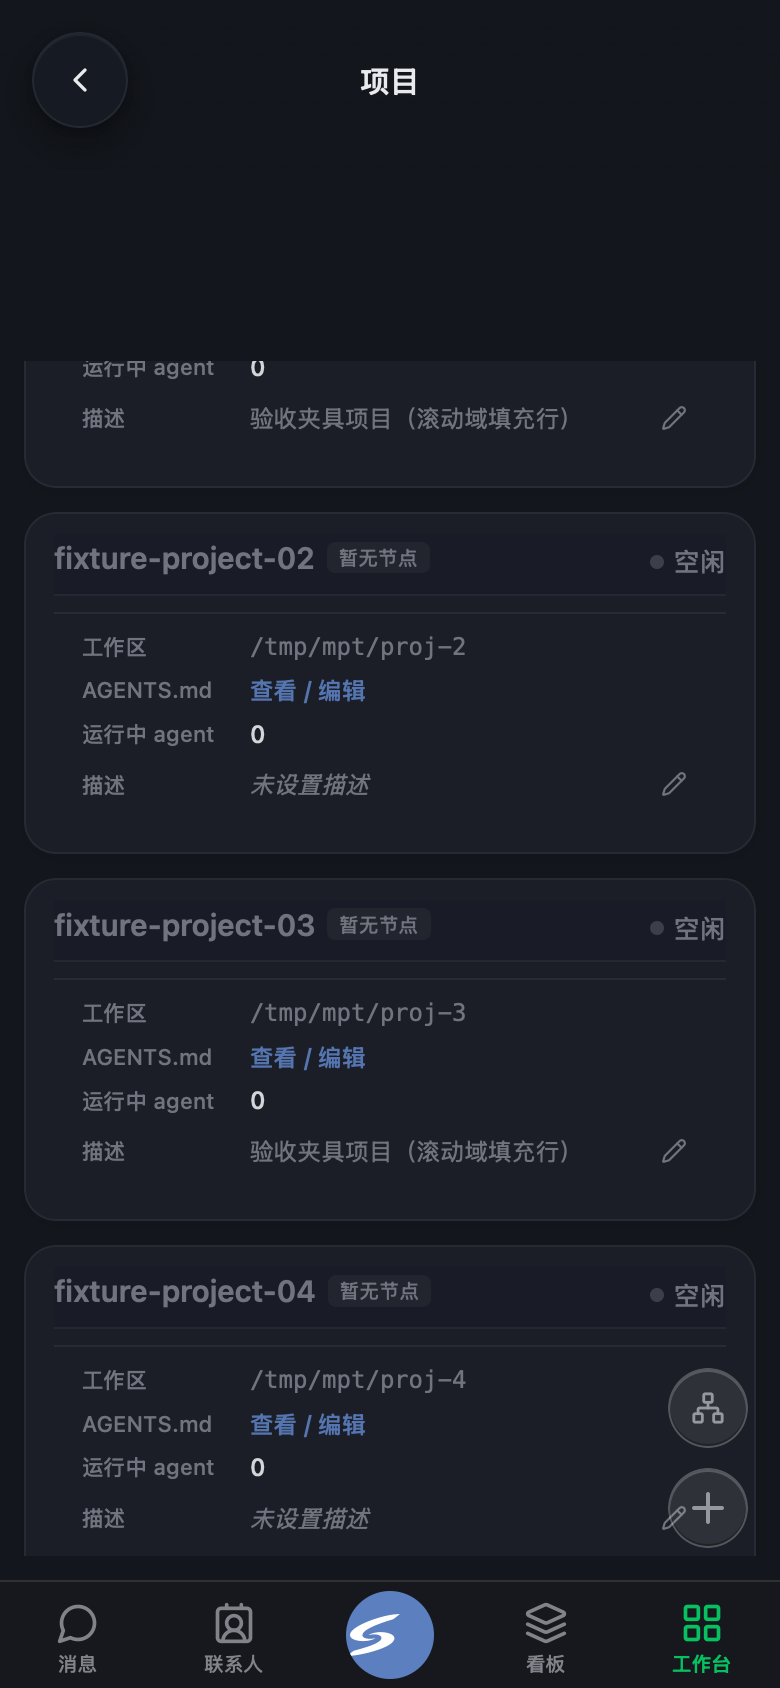 项目
运行中 agent 0
描述 验收夹具项目（滚动域填充行）
fixture-project-02 暂无节点 空闲
工作区 /tmp/mpt/proj-2
AGENTS.md 查看 / 编辑
运行中 agent 0
描述 未设置描述
fixture-project-03 暂无节点 空闲
工作区 /tmp/mpt/proj-3
AGENTS.md 查看 / 编辑
运行中 agent 0
描述 验收夹具项目（滚动域填充行）
fixture-project-04 暂无节点 空闲
工作区 /tmp/mpt/proj-4
AGENTS.md 查看 / 编辑
运行中 agent 0
描述 未设置描述
消息 联系人 看板 工作台